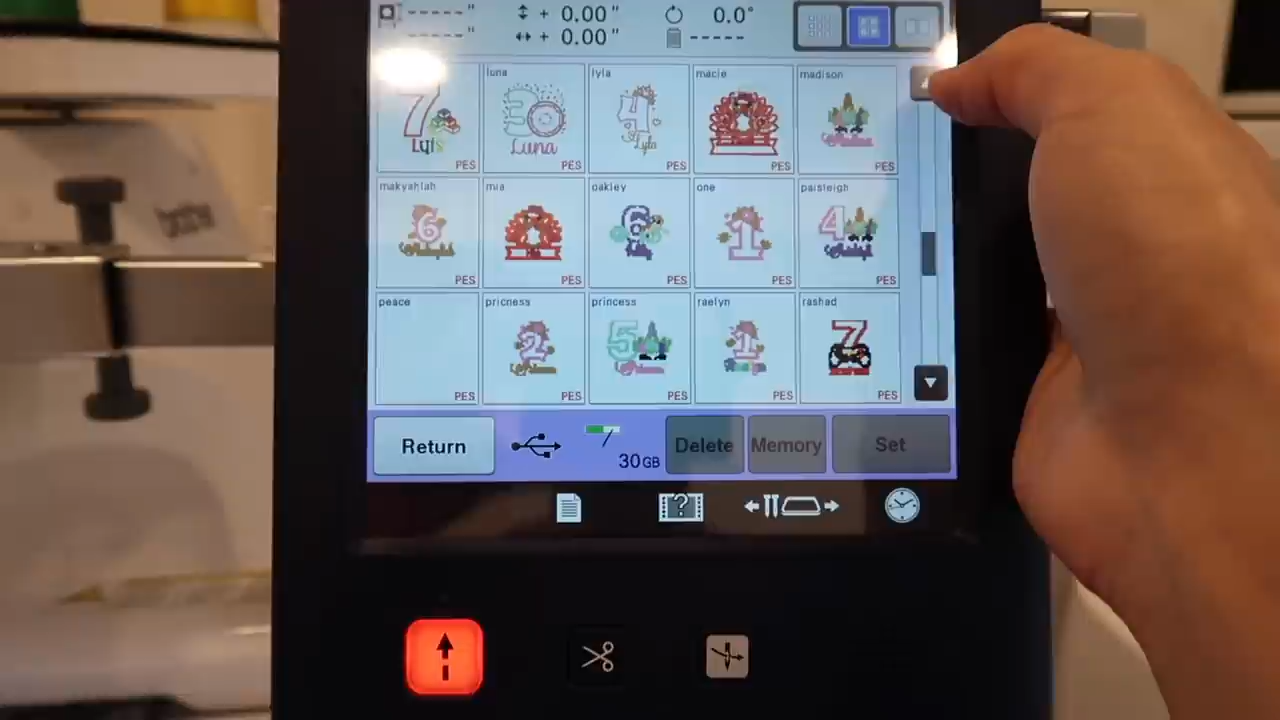 -----" ↕ + 0.00 " 0.0°
-----" ↔ + 0.00 " -----
luna lyla macie madison
7 30 4
Lyla Luna Lyla
PES PES PES PES PES
makyahlah mia oakley one paisleigh
6 6 1 4
PES PES PES PES PES
peace pricness princess raelyn rashad
2 5 1 7
PES PES PES PES PES
Return 30GB Delete Memory Set
?